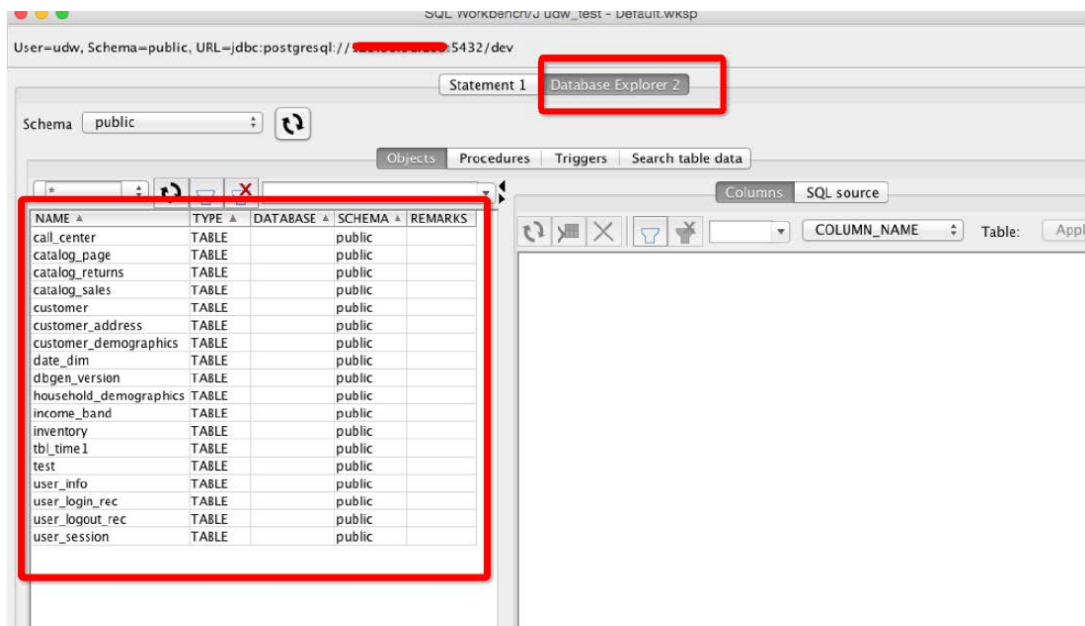 SQL Workbench/J udw_test - Default.wksp
User=udw, Schema=public, URL=jdbc:postgresql:// :5432/dev
Statement 1 Database Explorer 2
Schema public
Objects Procedures Triggers Search table data
*
Columns SQL source
NAME TYPE DATABASE SCHEMA REMARKS
COLUMN_NAME Table: Appl
call_center TABLE public
catalog_page TABLE public
catalog_returns TABLE public
catalog_sales TABLE public
customer TABLE public
customer_address TABLE public
customer_demographics TABLE public
date_dim TABLE public
dbgen_version TABLE public
household_demographics TABLE public
income_band TABLE public
inventory TABLE public
tbl_time1 TABLE public
test TABLE public
user_info TABLE public
user_login_rec TABLE public
user_logout_rec TABLE public
user_session TABLE public